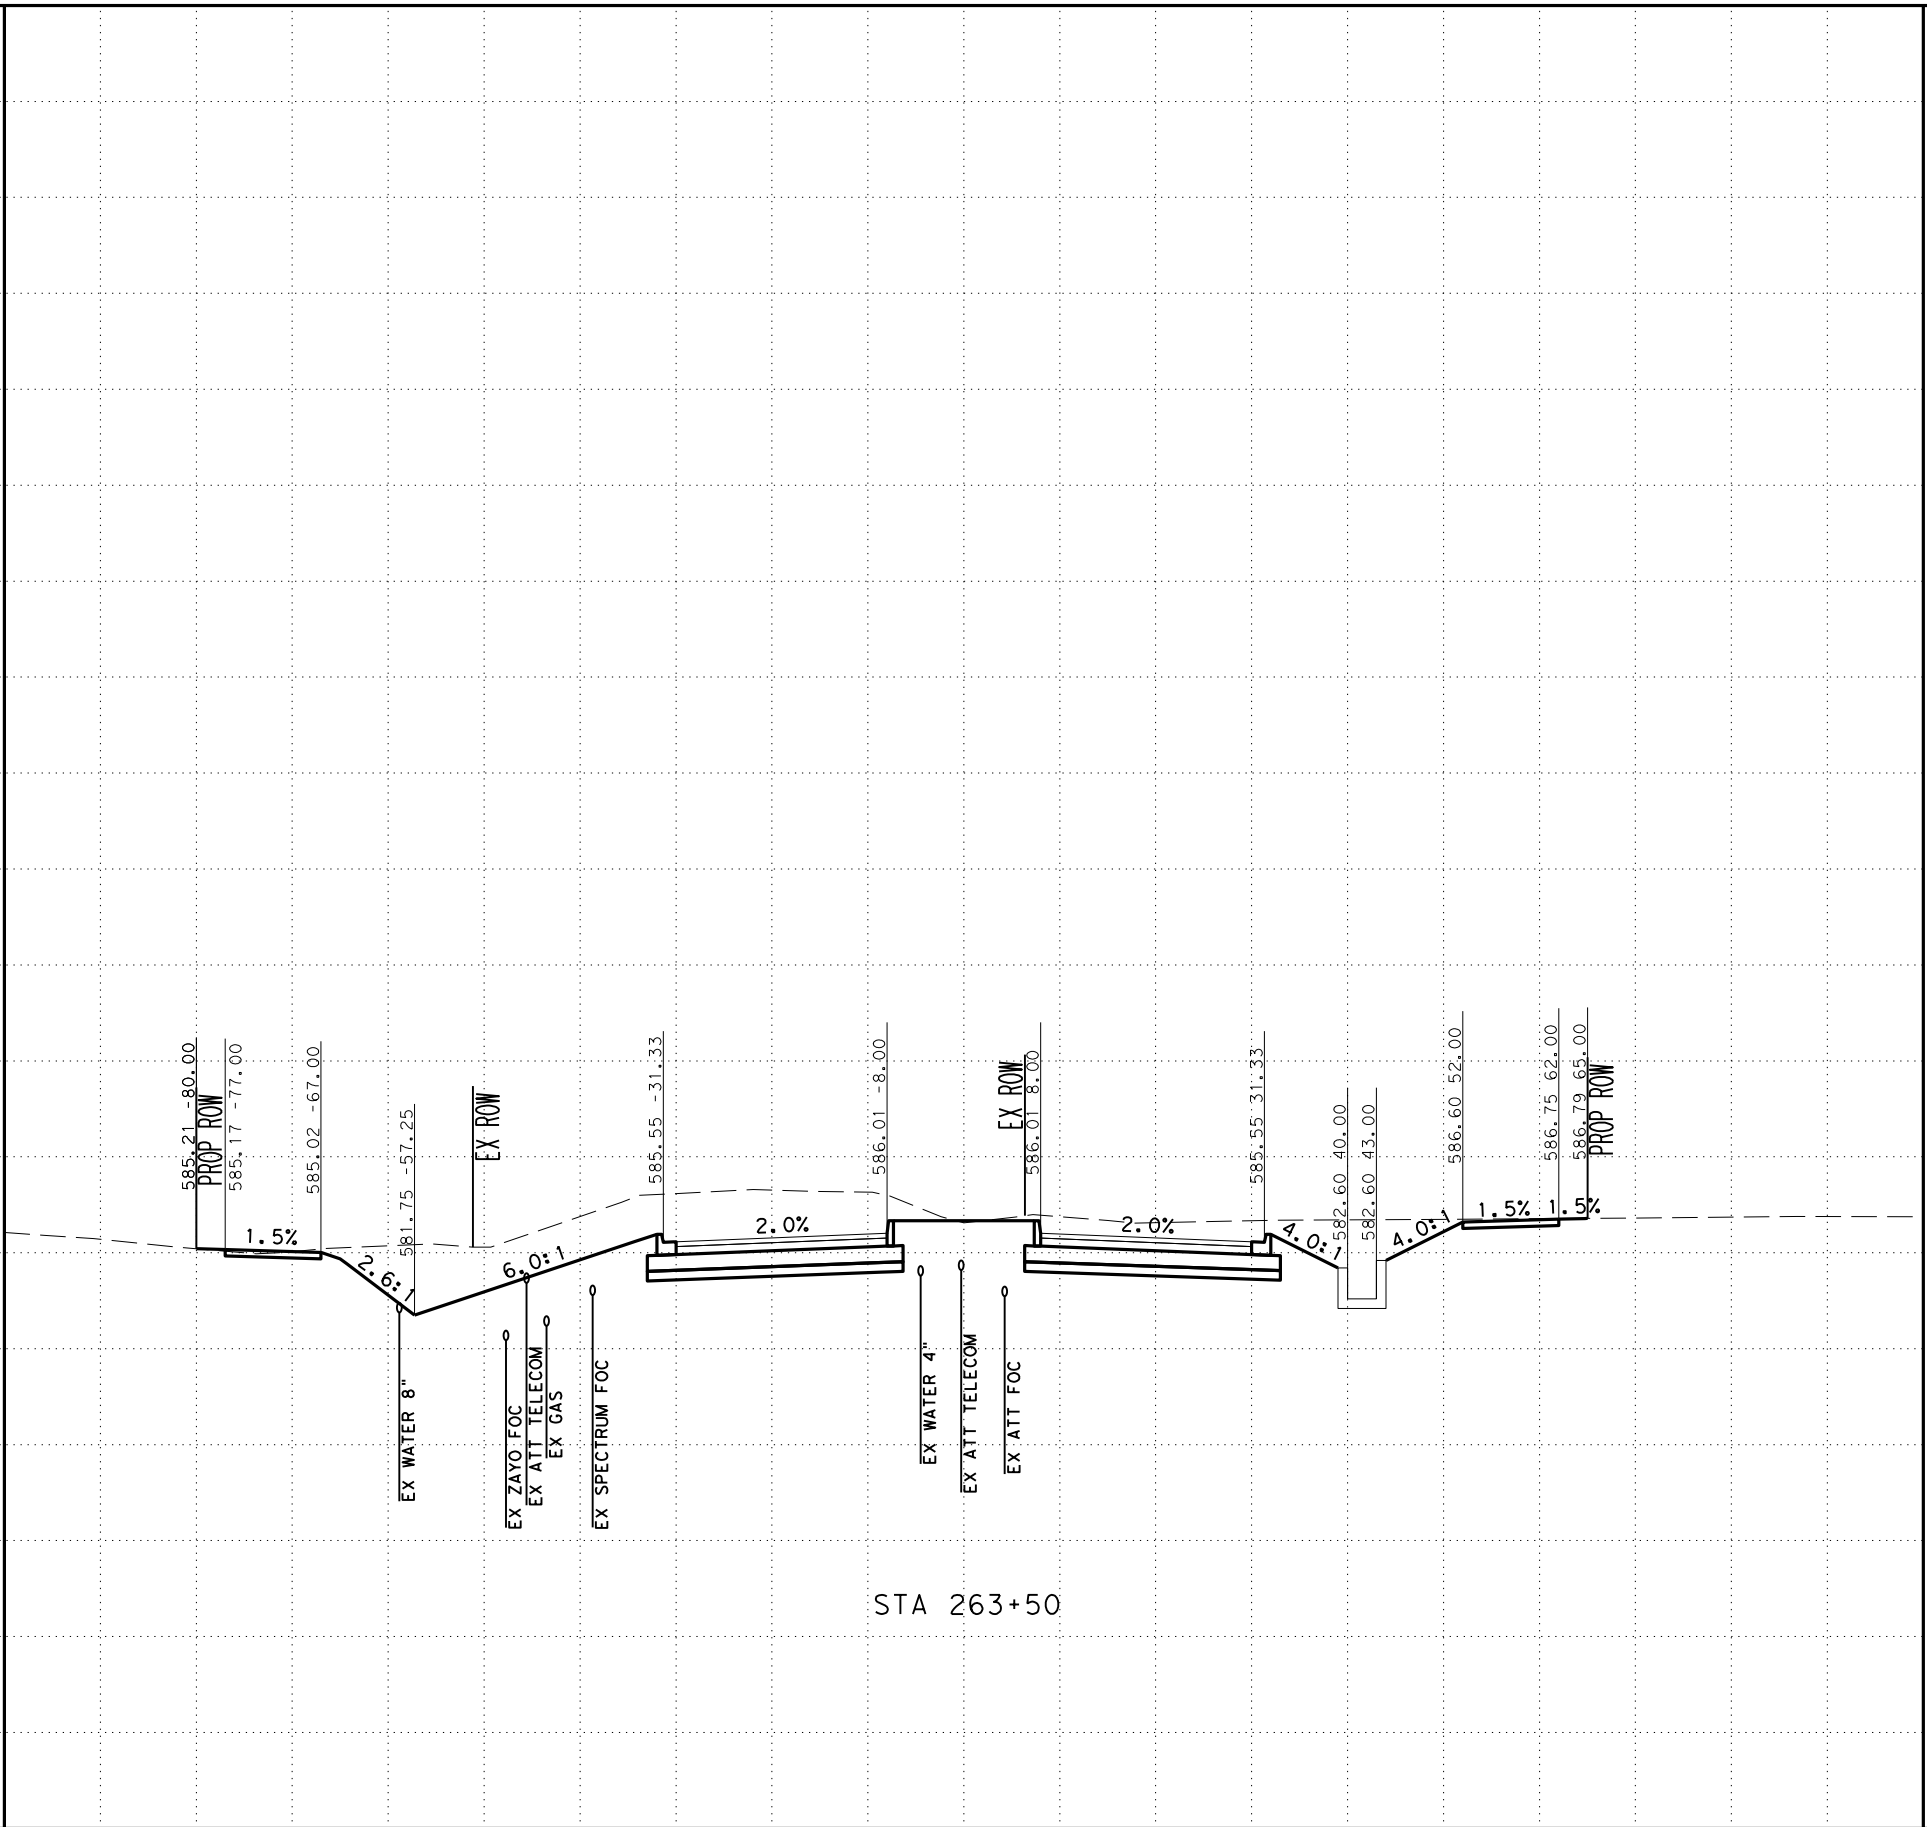 585.21 -80.00
PROP ROW
585.17 -77.00
585.02 -67.00
581.75 -57.25
EX ROW
585.55 -31.33
586.01 -8.00
EX ROW
586.01 8.00
585.55 31.33
582.60 40.00
582.60 43.00
586.60 52.00
586.75 62.00
586.79 65.00
PROP ROW
1.5%
2.6:1
6.0:1
2.0%
2.0%
4.0:1
4.0:1
1.5%
1.5%
EX WATER 8"
EX ZAYO FOC
EX ATT TELECOM
EX GAS
EX SPECTRUM FOC
EX WATER 4"
EX ATT TELECOM
EX ATT FOC
STA 263+50